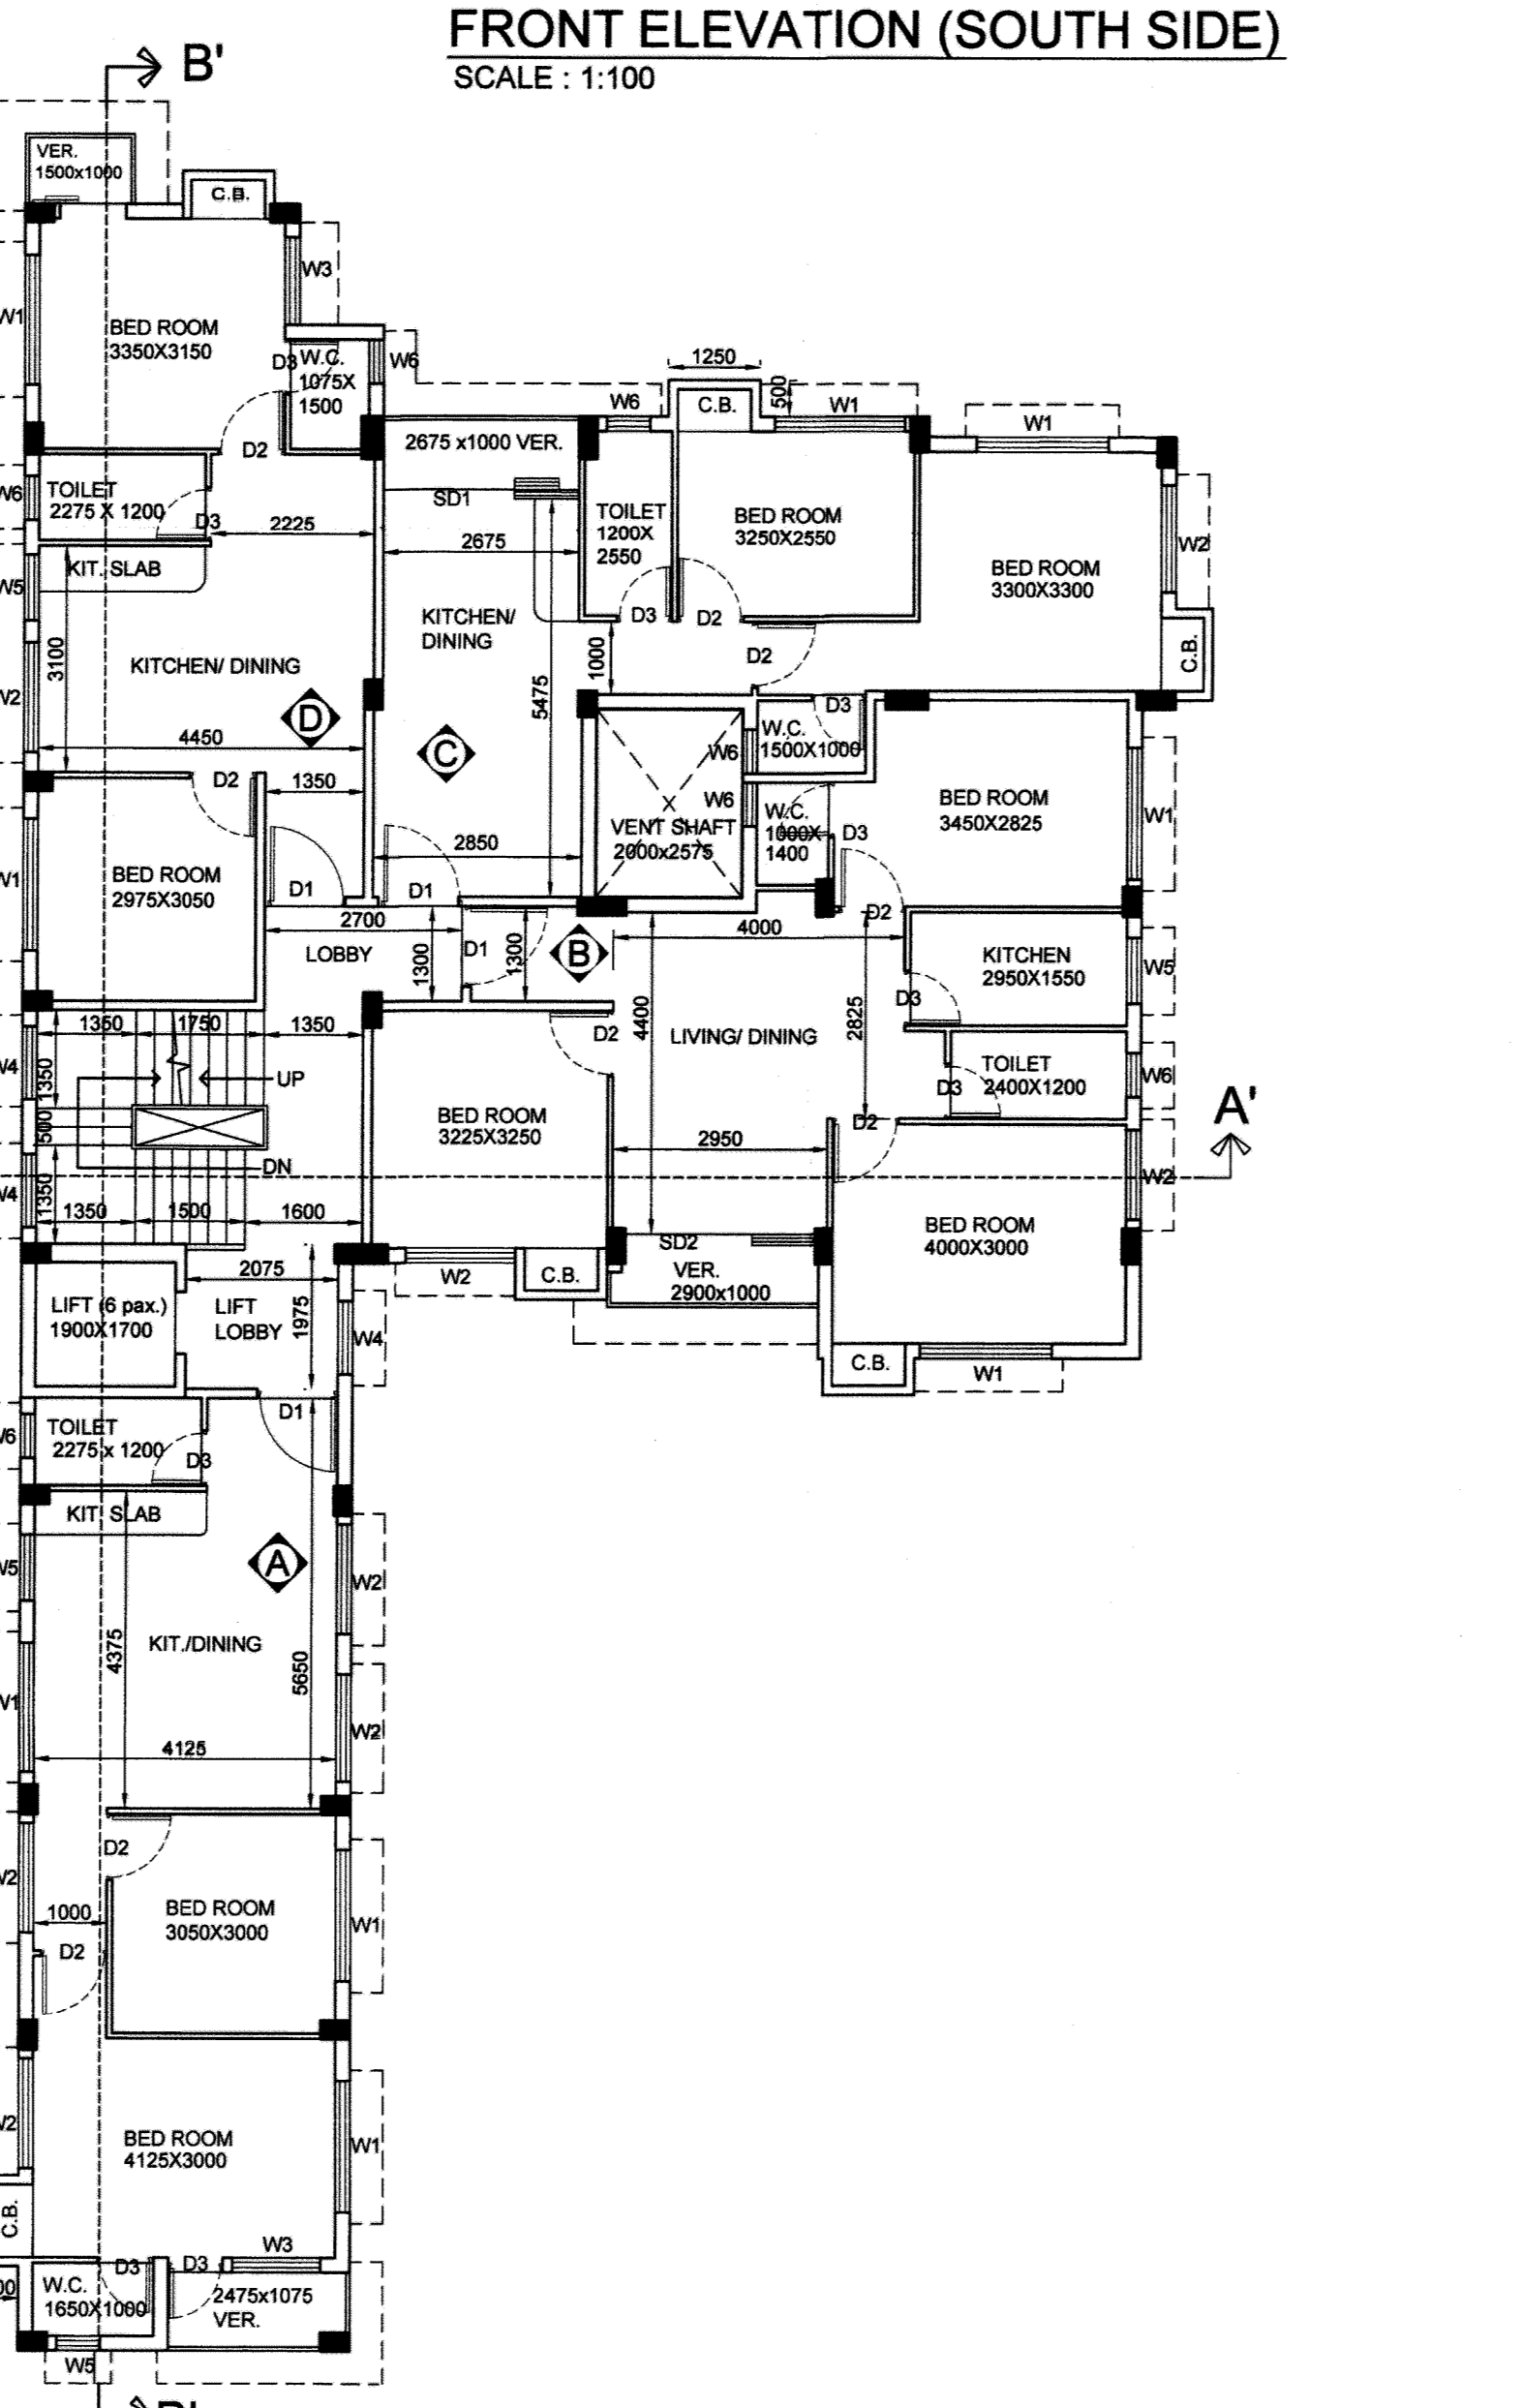 FRONT ELEVATION (SOUTH SIDE)
SCALE : 1:100
B'
VER.
1500x1000
C.B.
W3
W1
BED ROOM
3350X3150
D3
W.C.
1075X
1500
W6
D2
1250
500
W6
C.B.
W1
W1
2675 x1000 VER.
SD1
W6
TOILET
2275 X 1200
D3
2225
2675
TOILET
1200X
2550
BED ROOM
3250X2550
BED ROOM
3300X3300
W2
W5
KIT. SLAB
3100
KITCHEN/ DINING
KITCHEN/
DINING
D3
D2
D2
1000
C.B.
5475
W2
4450
D
C
D2
1350
W6
W.C.
1500X1000
D3
W6
W.C.
1000X
1400
D3
VENT SHAFT
2000x2575
BED ROOM
3450X2825
W1
W1
BED ROOM
2975X3050
D1
2850
D1
2700
LOBBY
1300
D1
1300
B
4000
D2
KITCHEN
2950X1550
W5
D3
1350
1750
1350
D2
4400
LIVING/ DINING
2825
W4
1350
UP
TOILET
2400X1200
D3
W6
500
BED ROOM
3225X3250
D2
A'
DN
2950
W2
W4
1350
1350
1500
1600
BED ROOM
4000X3000
SD2
2075
W2
C.B.
VER.
2900x1000
LIFT (6 pax.)
1900X1700
LIFT
LOBBY
1975
W4
C.B.
W1
D1
W6
TOILET
2275 x 1200
D3
KIT. SLAB
A
W5
W2
4375
KIT./DINING
5650
W1
W2
4125
D2
W2
BED ROOM
3050X3000
W1
1000
D2
W2
BED ROOM
4125X3000
W1
C.B.
W3
D3
D3
W.C.
1650X1000
2475x1075
VER.
W5